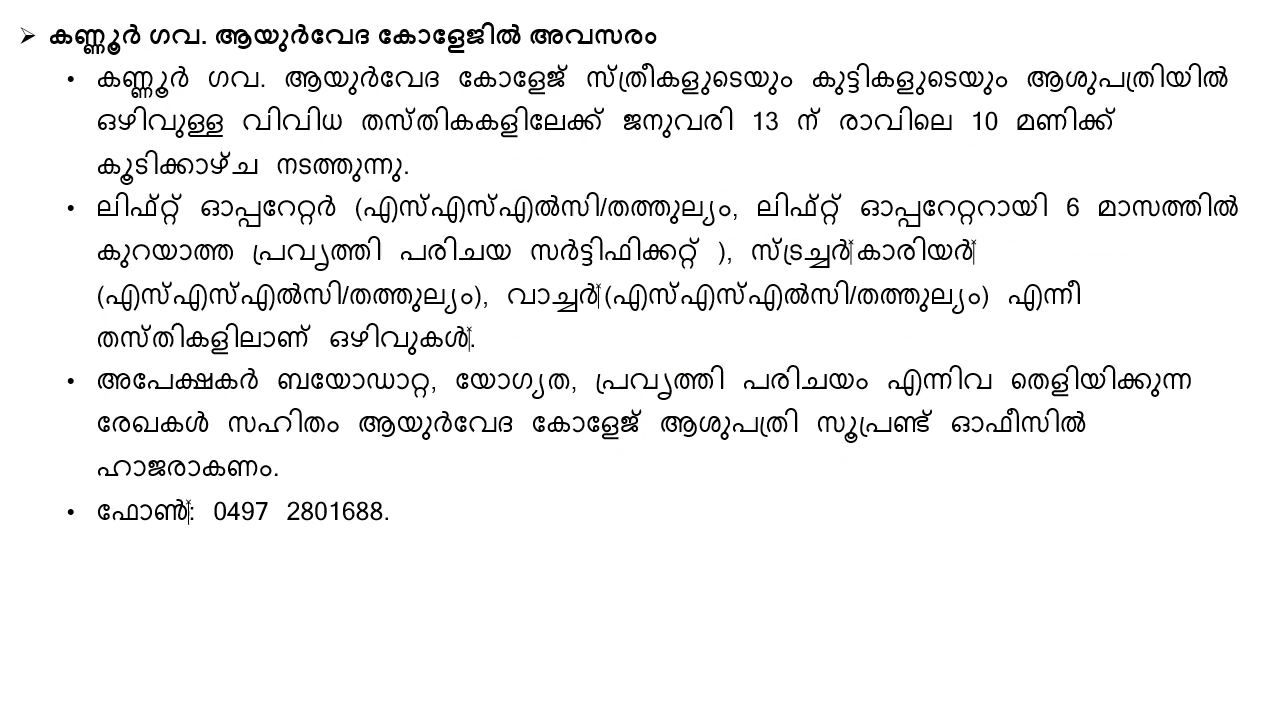 ➢ കണ്ണൂർ ഗവ. ആയുർവേദ കോളേജിൽ അവസരം
• കണ്ണൂർ ഗവ. ആയുർവേദ കോളേജ് സ്ത്രീകളുടെയും കുട്ടികളുടെയും ആശുപത്രിയിൽ
ഒഴിവുള്ള വിവിധ തസ്തികകളിലേക്ക് ജനുവരി 13 ന് രാവിലെ 10 മണിക്ക്
കൂടിക്കാഴ്ച നടത്തുന്നു.
• ലിഫ്റ്റ് ഓപ്പറേറ്റർ (എസ്എസ്എൽസി/തത്തുല്യം, ലിഫ്റ്റ് ഓപ്പറേറ്ററായി 6 മാസത്തിൽ
കുറയാത്ത പ്രവൃത്തി പരിചയ സർട്ടിഫിക്കറ്റ് ), സ്ട്രച്ചർ കാരിയർ
(എസ്എസ്എൽസി/തത്തുല്യം), വാച്ചർ (എസ്എസ്എൽസി/തത്തുല്യം) എന്നീ
തസ്തികളിലാണ് ഒഴിവുകൾ.
• അപേക്ഷകർ ബയോഡാറ്റ, യോഗ്യത, പ്രവൃത്തി പരിചയം എന്നിവ തെളിയിക്കുന്ന
രേഖകൾ സഹിതം ആയുർവേദ കോളേജ് ആശുപത്രി സൂപ്രണ്ട് ഓഫീസിൽ
ഹാജരാകണം.
• ഫോൺ: 0497 2801688.